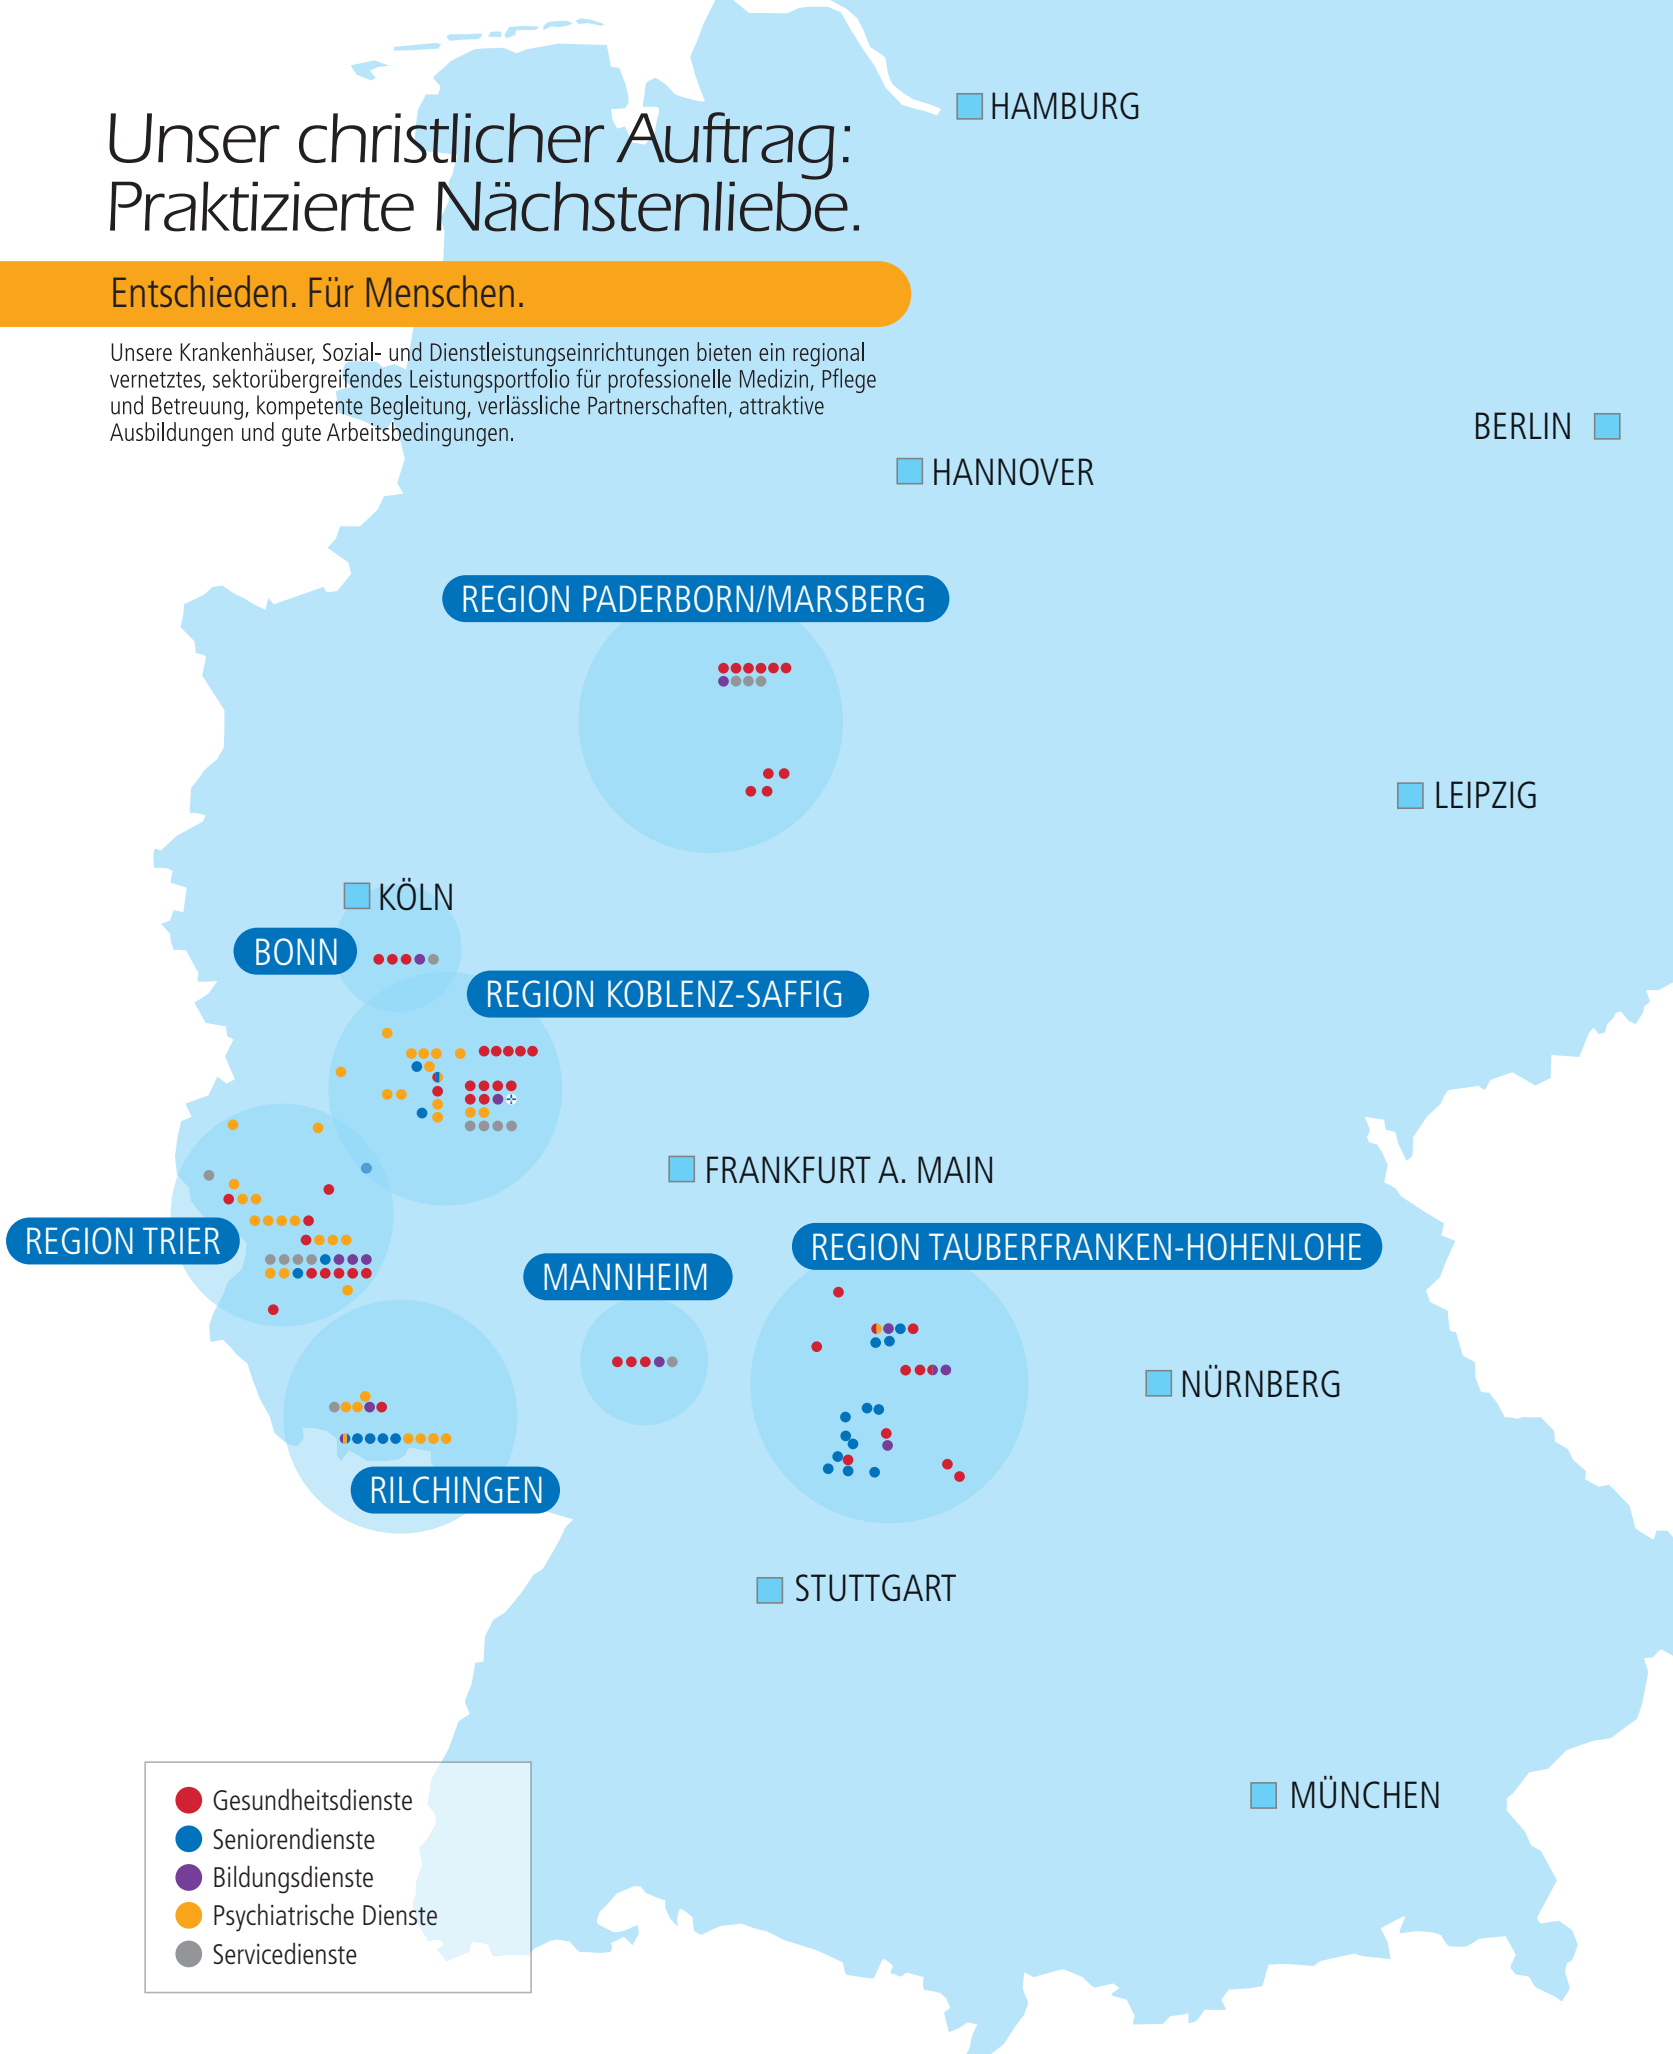 HAMBURG
Unser christlicher Auftrag:
Praktizierte Nächstenliebe.
Entschieden. Für Menschen.
Unsere Krankenhäuser, Sozial- und Dienstleistungseinrichtungen bieten ein regional
vernetztes, sektorübergreifendes Leistungsportfolio für professionelle Medizin, Pflege
und Betreuung, kompetente Begleitung, verlässliche Partnerschaften, attraktive
Ausbildungen und gute Arbeitsbedingungen.
BERLIN
HANNOVER
REGION PADERBORN/MARSBERG
LEIPZIG
KÖLN
BONN
REGION KOBLENZ-SAFFIG
FRANKFURT A. MAIN
REGION TRIER
REGION TAUBERFRANKEN-HOHENLOHE
MANNHEIM
NÜRNBERG
RILCHINGEN
STUTTGART
MÜNCHEN
Gesundheitsdienste
Seniorendienste
Bildungsdienste
Psychiatrische Dienste
Servicedienste